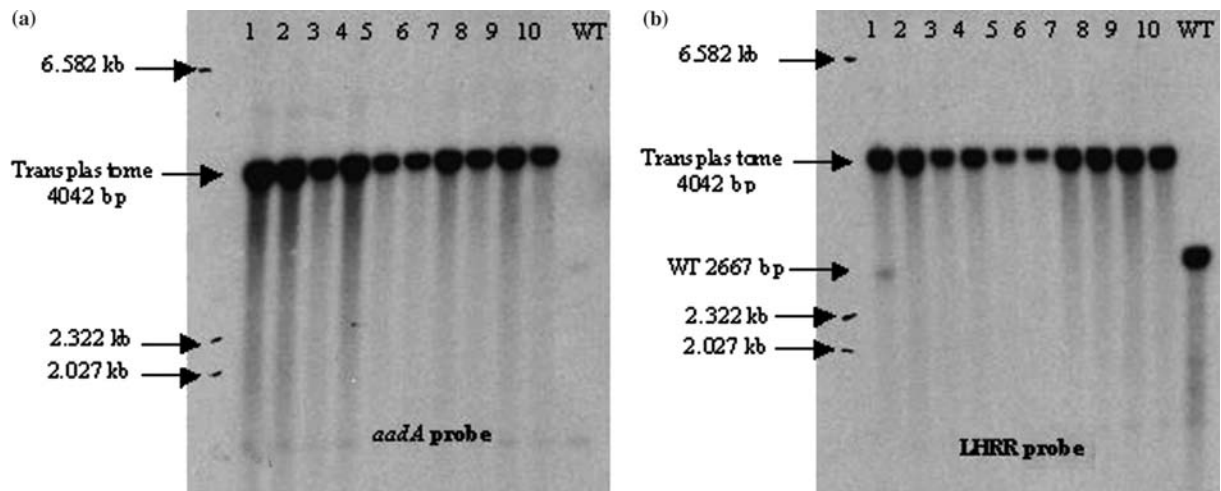 (a)
1 2 3 4 5 6 7 8 9 10 WT
6.582 kb
Transplastome
4042 bp
2.322 kb
2.027 kb
aadA probe
(b)
1 2 3 4 5 6 7 8 9 10 WT
6.582 kb
Transplastome
4042 bp
WT 2667 bp
2.322 kb
2.027 kb
LHRR probe